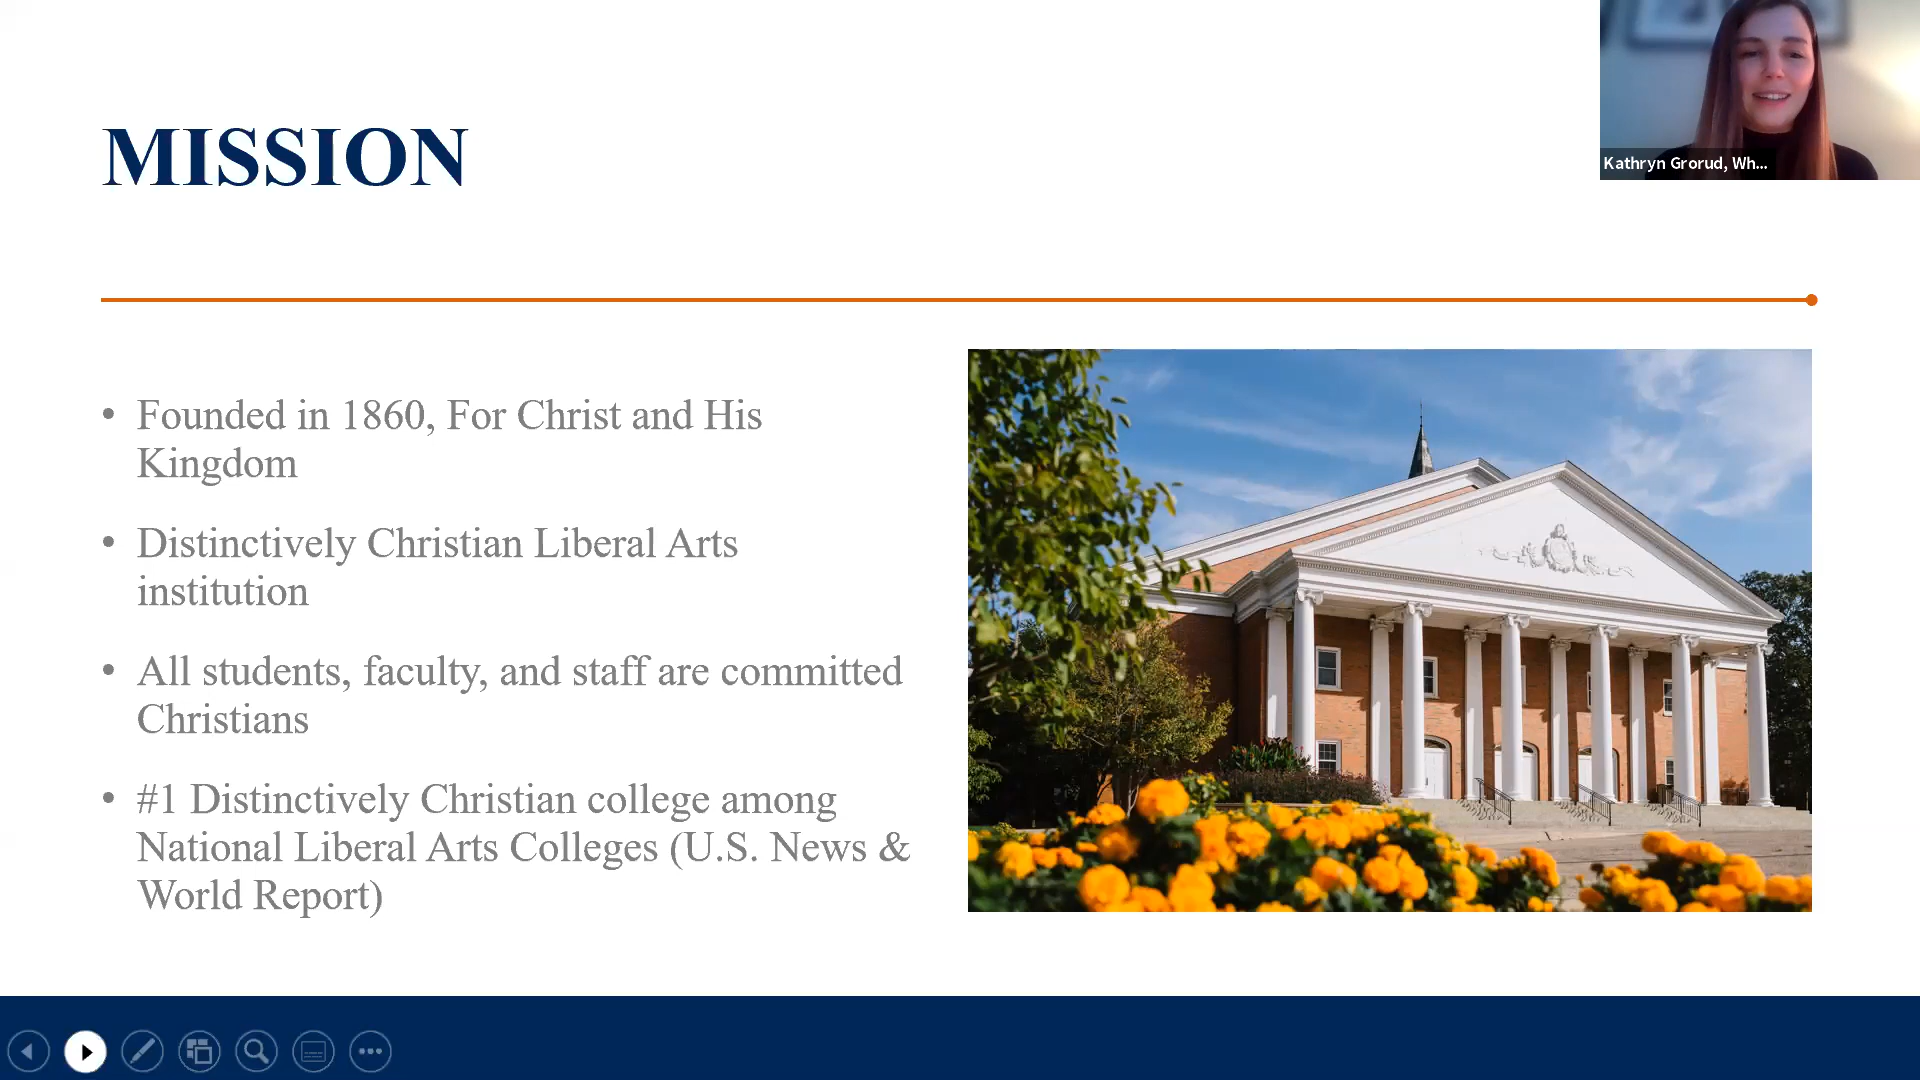 Kathryn Grorud, Wh...
MISSION
• Founded in 1860, For Christ and His
Kingdom
• Distinctively Christian Liberal Arts
institution
• All students, faculty, and staff are committed
Christians
• #1 Distinctively Christian college among
National Liberal Arts Colleges (U.S. News &
World Report)